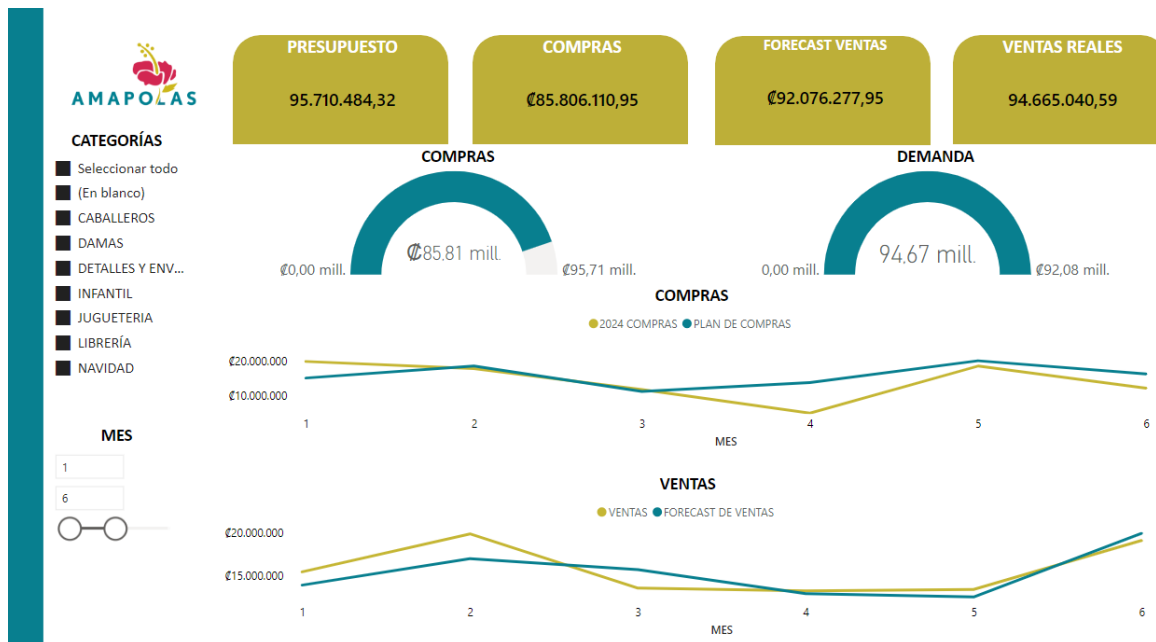 AMAPOLAS
PRESUPUESTO
95.710.484,32
COMPRAS
₡85.806.110,95
FORECAST VENTAS
₡92.076.277,95
VENTAS REALES
94.665.040,59
CATEGORÍAS
Seleccionar todo
(En blanco)
CABALLEROS
DAMAS
DETALLES Y ENV...
INFANTIL
JUGUETERIA
LIBRERÍA
NAVIDAD
MES
1
6
COMPRAS
₡85.81 mill.
₡0,00 mill.
₡95,71 mill.
DEMANDA
94,67 mill.
0,00 mill.
₡92,08 mill.
COMPRAS
2024 COMPRAS PLAN DE COMPRAS
₡20.000.000
₡10.000.000
1 2 3 4 5 6
MES
VENTAS
VENTAS FORECAST DE VENTAS
₡20.000.000
₡15.000.000
1 2 3 4 5 6
MES